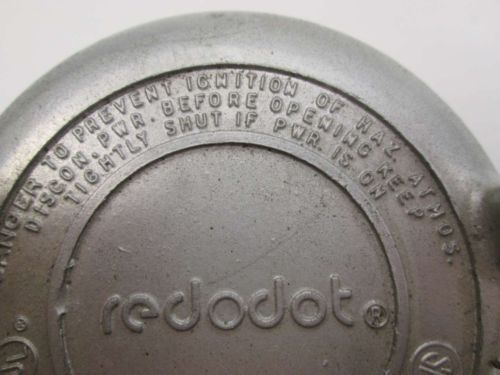 DANGER TO PREVENT IGNITION OF HAZ. ATMOS.
DISCON. PWR. BEFORE OPENING. KEEP
TIGHTLY SHUT IF PWR. IS ON
redodot®
UL ®